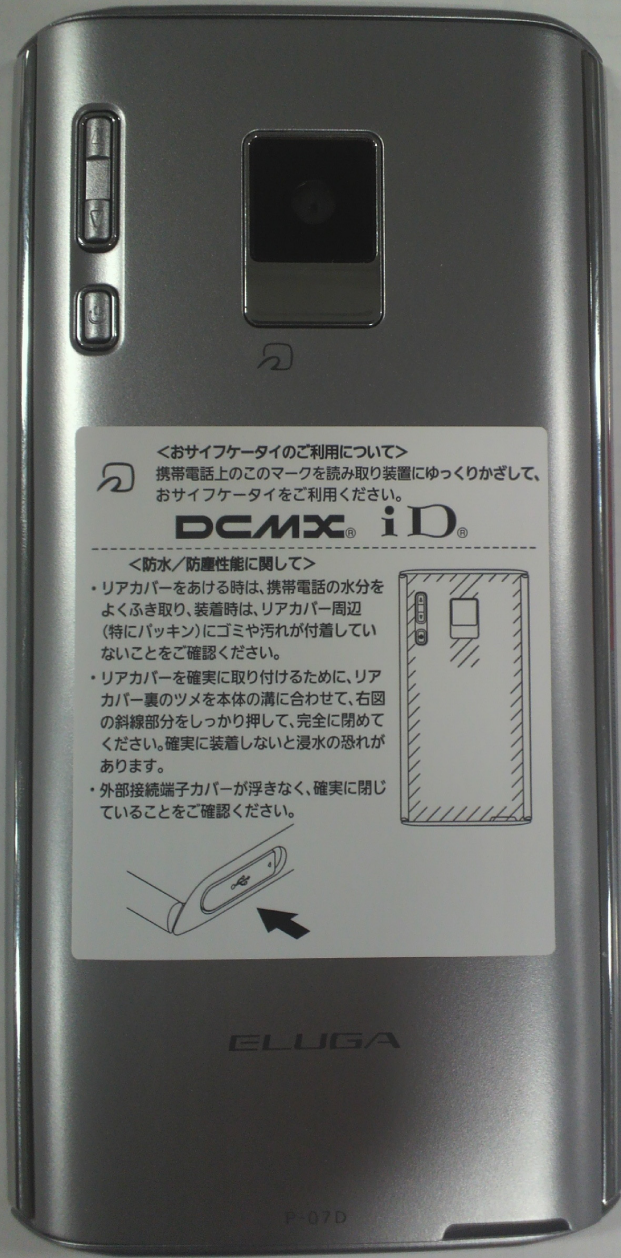 <おサイフケータイのご利用について>
携帯電話上のこのマークを読み取り装置にゆっくりかざして、
おサイフケータイをご利用ください。
DCMX® iD®
<防水／防塵性能に関して>
・リアカバーをあける時は、携帯電話の水分を
よくふき取り、装着時は、リアカバー周辺
（特にパッキン）にゴミや汚れが付着してい
ないことをご確認ください。
・リアカバーを確実に取り付けるために、リア
カバー裏のツメを本体の溝に合わせて、右図
の斜線部分をしっかり押して、完全に閉めて
ください。確実に装着しないと浸水の恐れが
あります。
・外部接続端子カバーが浮きなく、確実に閉じ
ていることをご確認ください。
ELUGA
P-07D